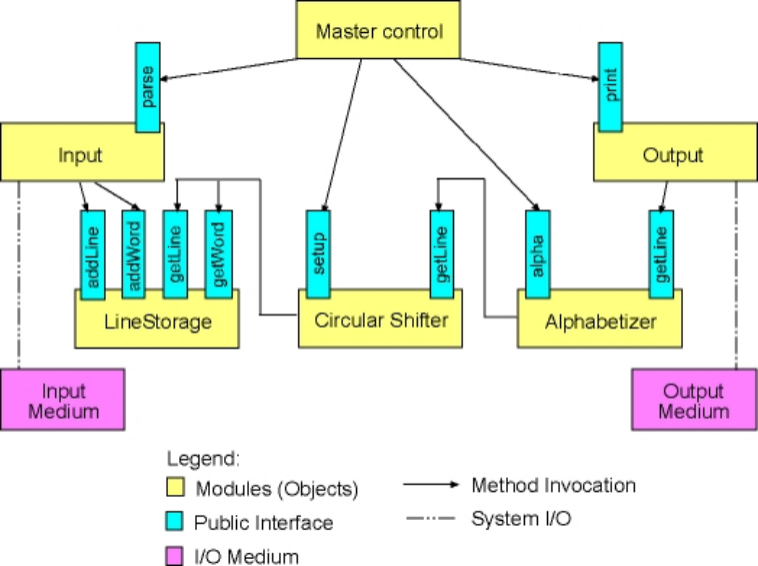 Master control
parse
print
Input
Output
addLine
addWord
getLine
getWord
setup
getLine
alpha
getLine
LineStorage
Circular Shifter
Alphabetizer
Input
Medium
Output
Medium
Legend:
Modules (Objects)
Method Invocation
Public Interface
System I/O
I/O Medium